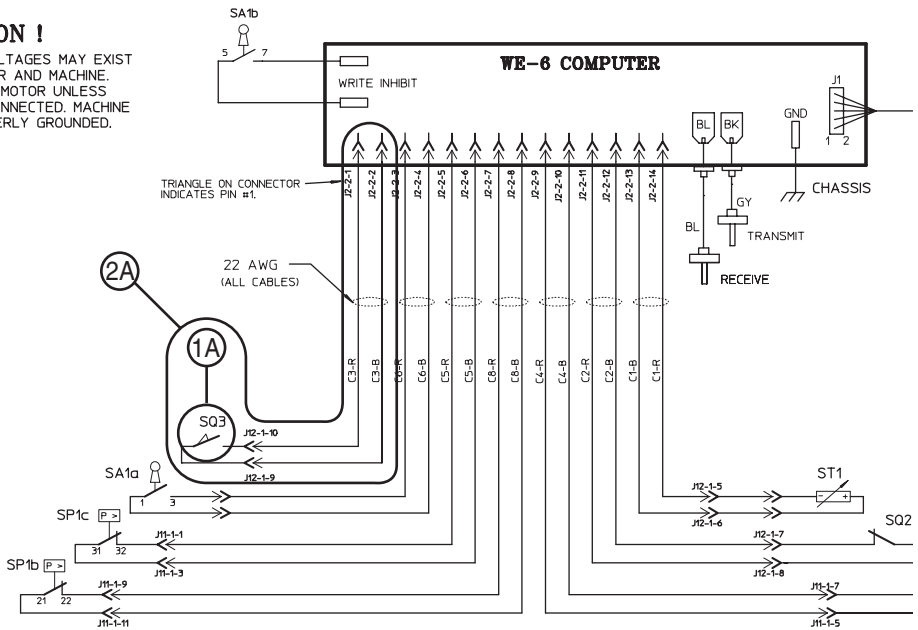 ON !
LTAGES MAY EXIST
R AND MACHINE.
MOTOR UNLESS
NNECTED. MACHINE
ERLY GROUNDED.
SA1b
5 7
WE-6 COMPUTER
WRITE INHIBIT
J1
1 2
BL
BK
GND
CHASSIS
GY
TRANSMIT
BL
RECEIVE
TRIANGLE ON CONNECTOR
INDICATES PIN #1.
J2-2-1
J2-2-2
J2-2-3
J2-2-4
J2-2-5
J2-2-6
J2-2-7
J2-2-8
J2-2-9
J2-2-10
J2-2-11
J2-2-12
J2-2-13
J2-2-14
2A
22 AWG
(ALL CABLES)
1A
C3-R
C3-B
C6-R
C6-B
C5-R
C5-B
C8-R
C8-B
C4-R
C4-B
C2-R
C2-B
C1-B
C1-R
SQ3
J12-1-10
J12-1-9
SA1a
1 3
SP1c
P >
31 32
J11-1-1
J11-1-3
SP1b
P >
21 22
J11-1-9
J11-1-11
J12-1-5
J12-1-6
ST1
- +
SQ2
J12-1-7
J12-1-8
J11-1-7
J11-1-5